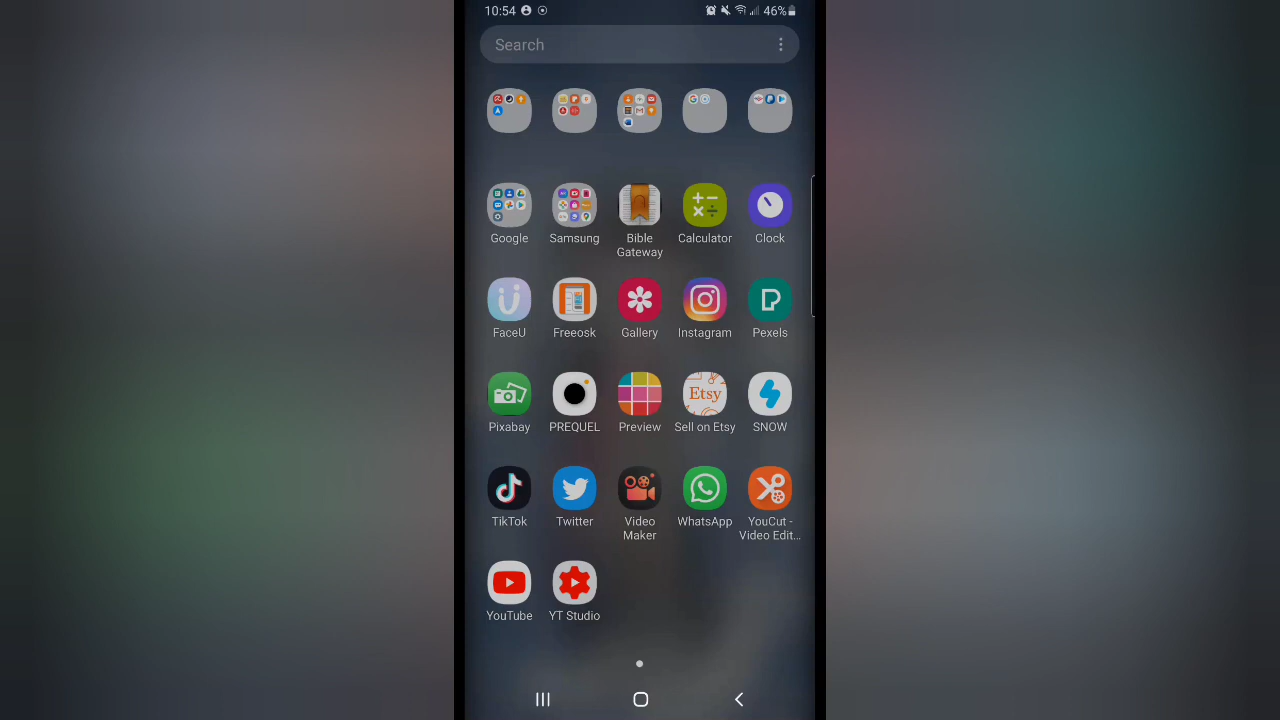 10:54 46%
Search
Google Samsung Bible Gateway Calculator Clock
FaceU Freeosk Gallery Instagram Pexels
Etsy
Pixabay PREQUEL Preview Sell on Etsy SNOW
TikTok Twitter Video Maker WhatsApp YouCut - Video Edit...
YouTube YT Studio